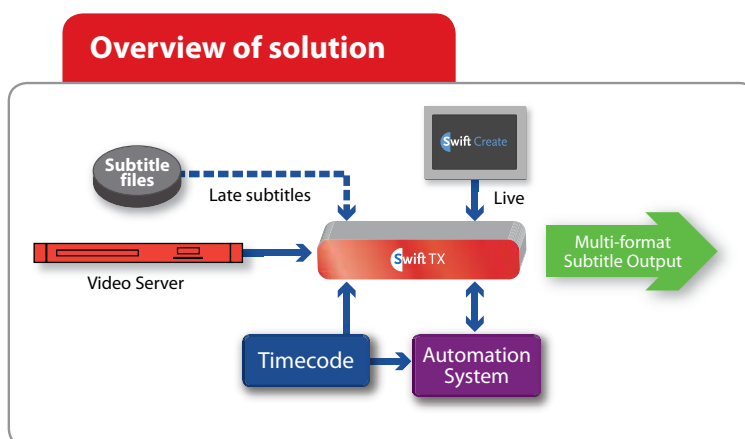 Overview of solution
Subtitle
files
Late subtitles
Swift Create
Live
Video Server
Swift TX
Multi-format
Subtitle Output
Timecode
Automation
System